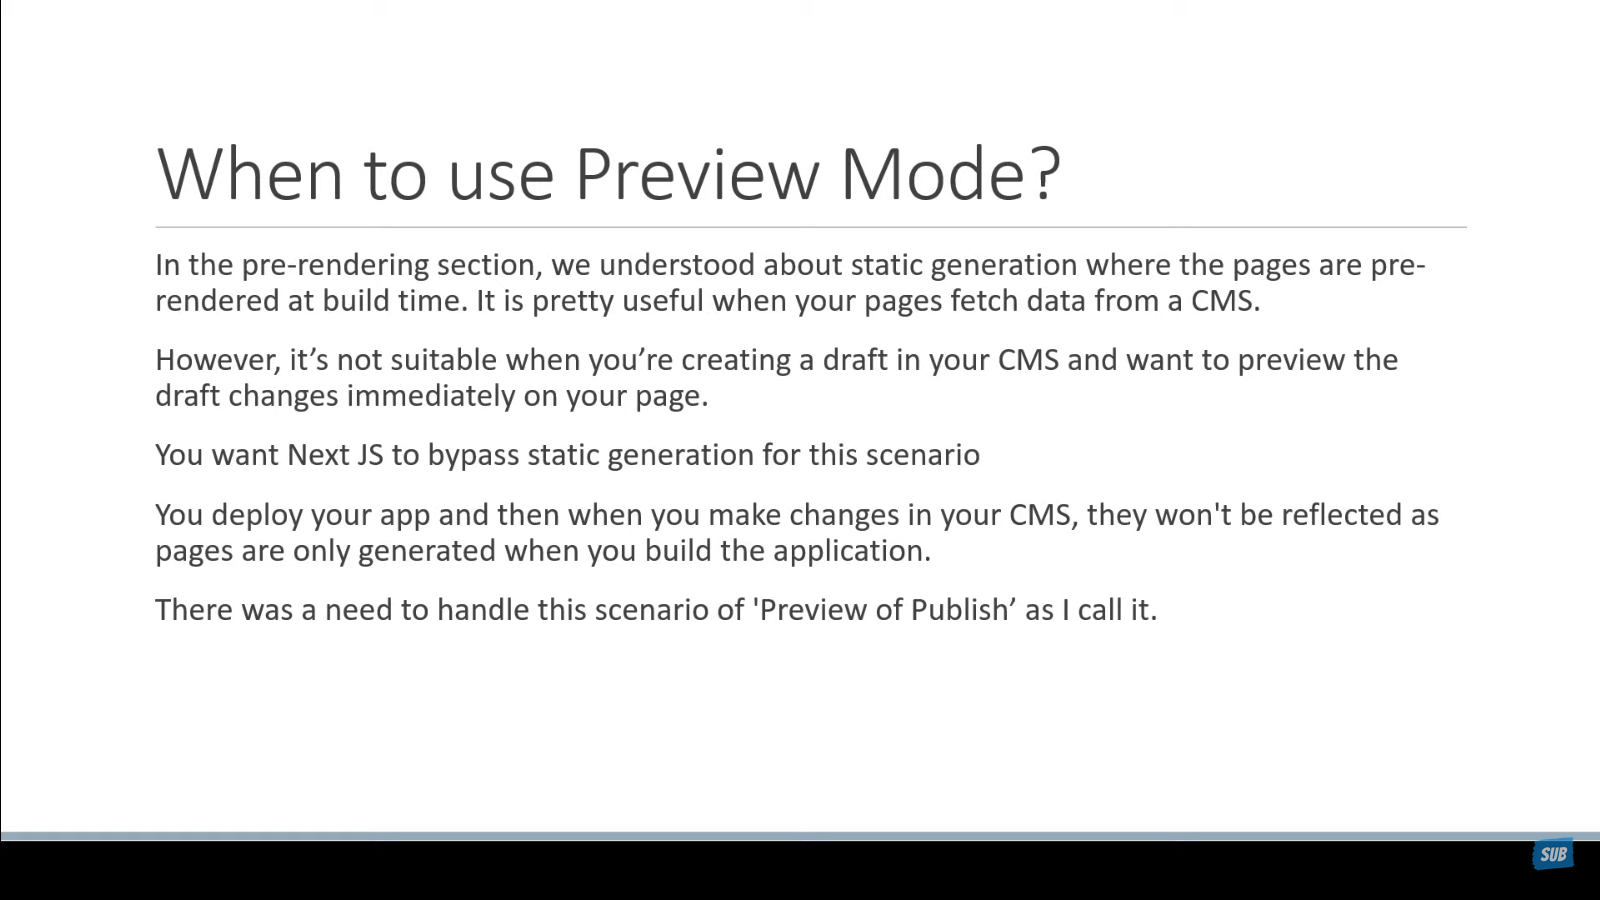 When to use Preview Mode?
In the pre-rendering section, we understood about static generation where the pages are pre-
rendered at build time. It is pretty useful when your pages fetch data from a CMS.
However, it’s not suitable when you’re creating a draft in your CMS and want to preview the
draft changes immediately on your page.
You want Next JS to bypass static generation for this scenario
You deploy your app and then when you make changes in your CMS, they won't be reflected as
pages are only generated when you build the application.
There was a need to handle this scenario of 'Preview of Publish’ as I call it.
SUB